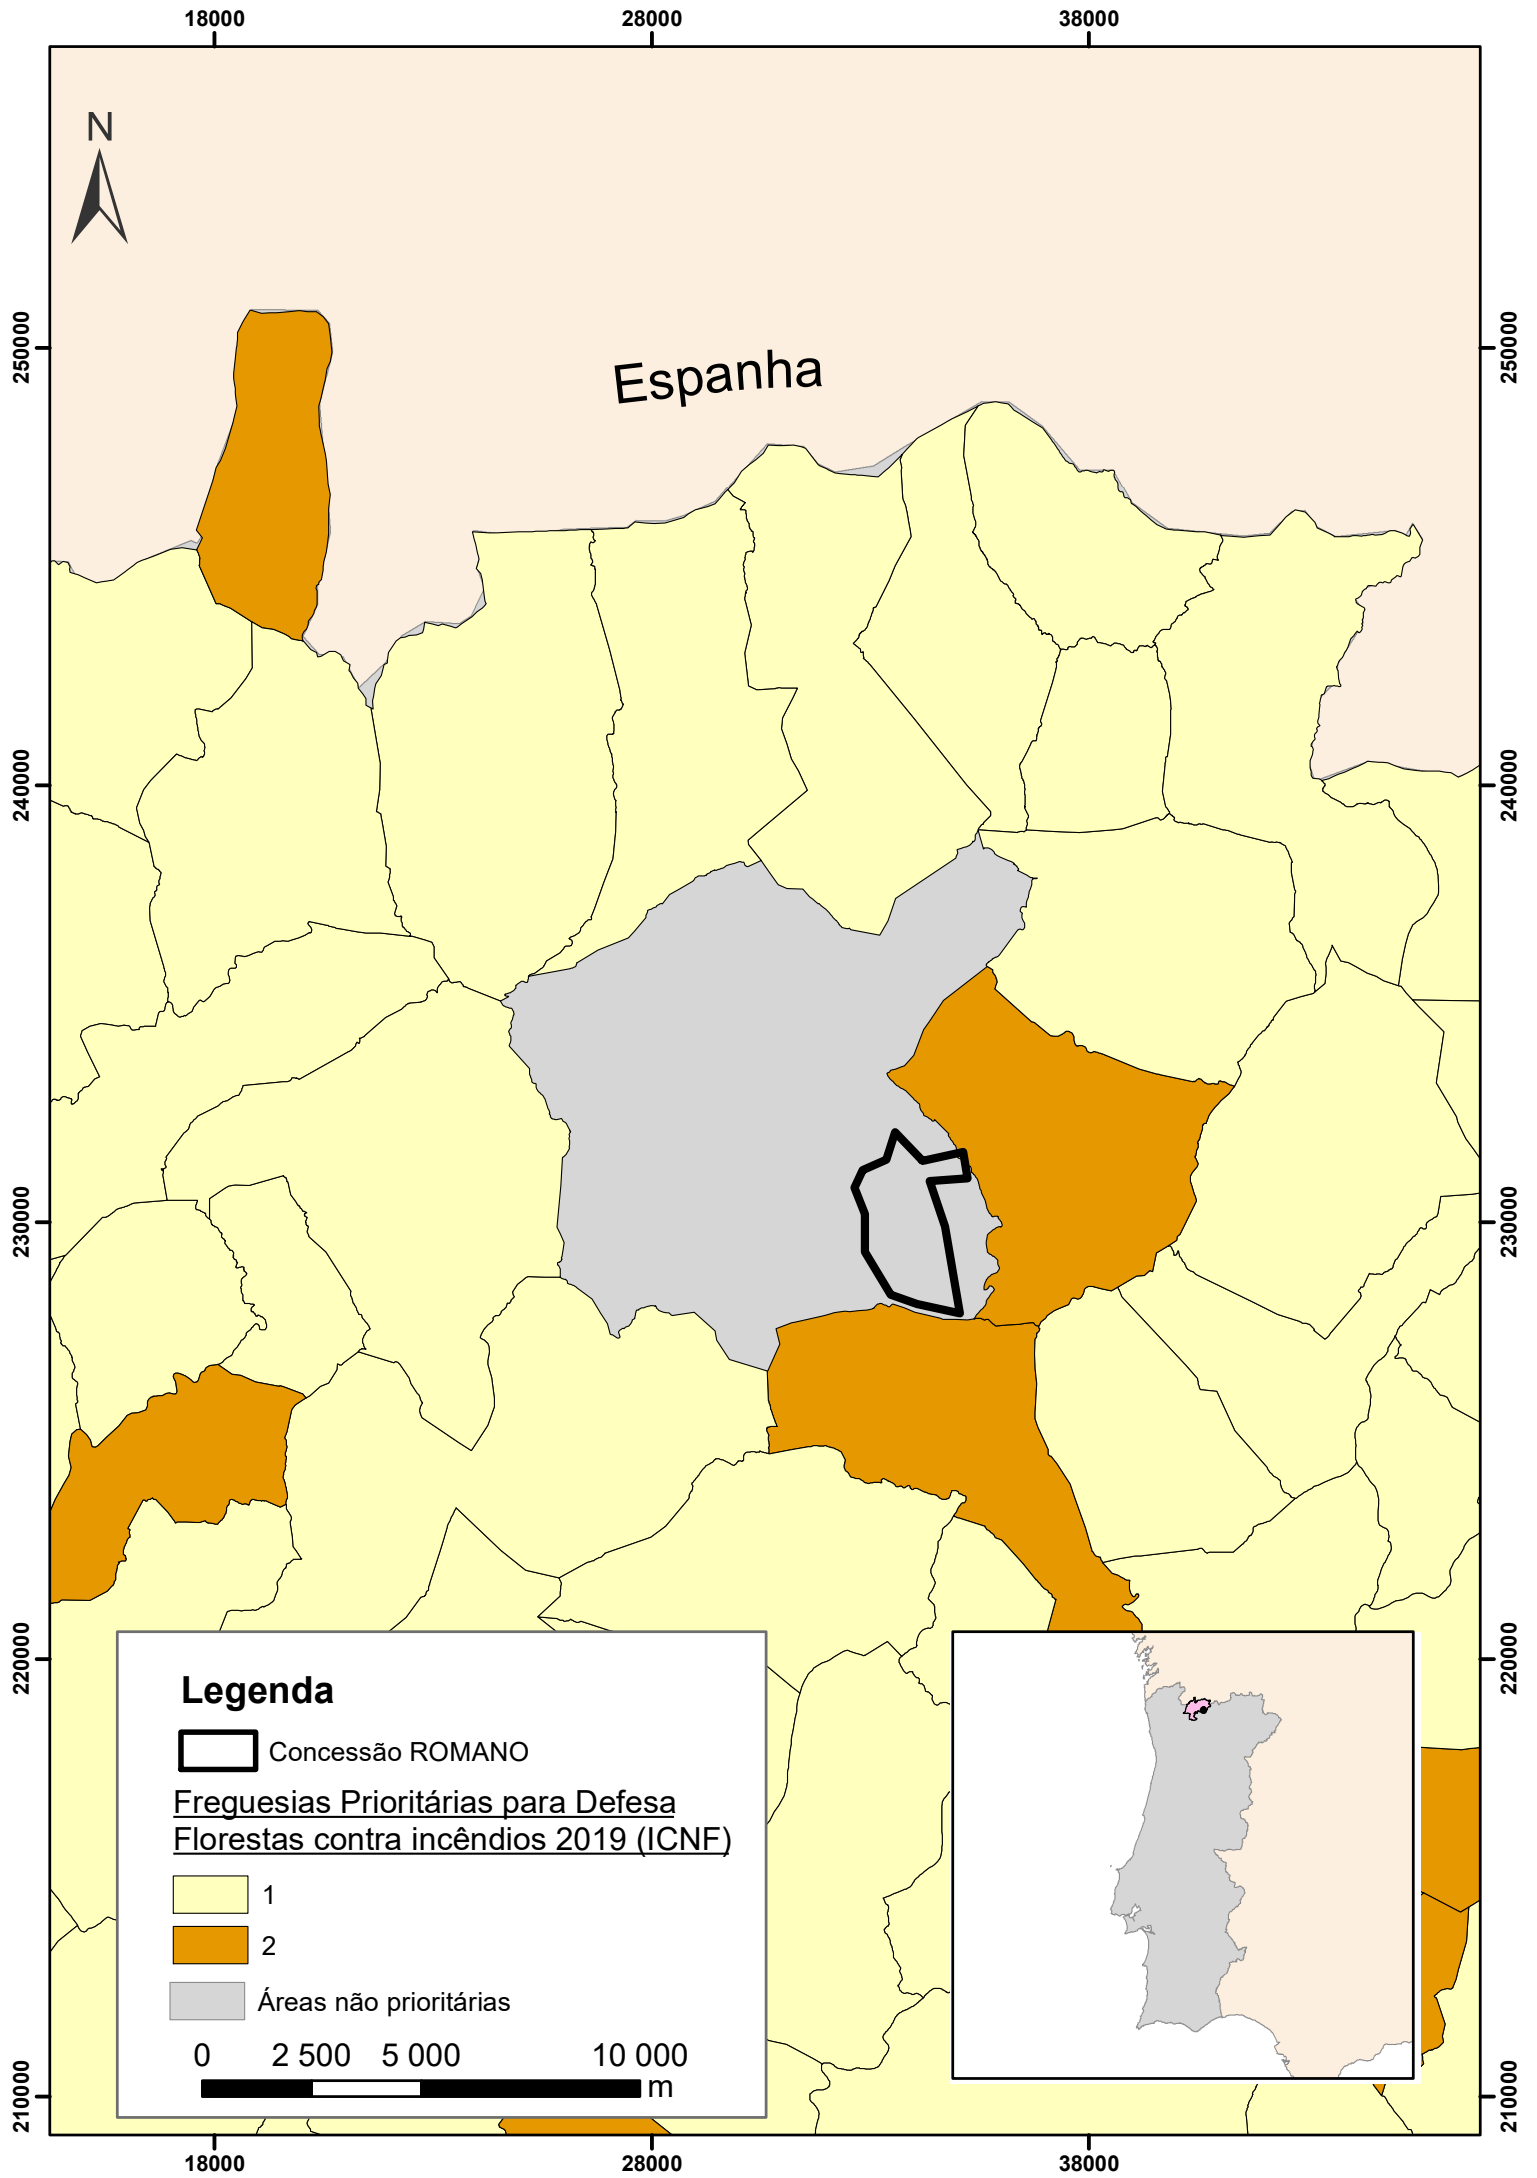 18000
28000
38000
N
250000
250000
Espanha
240000
240000
230000
230000
220000
220000
Legenda
Concessão ROMANO
Freguesias Prioritárias para Defesa
Florestas contra incêndios 2019 (ICNF)
1
2
Áreas não prioritárias
0 2 500 5 000 10 000
m
210000
210000
18000
28000
38000